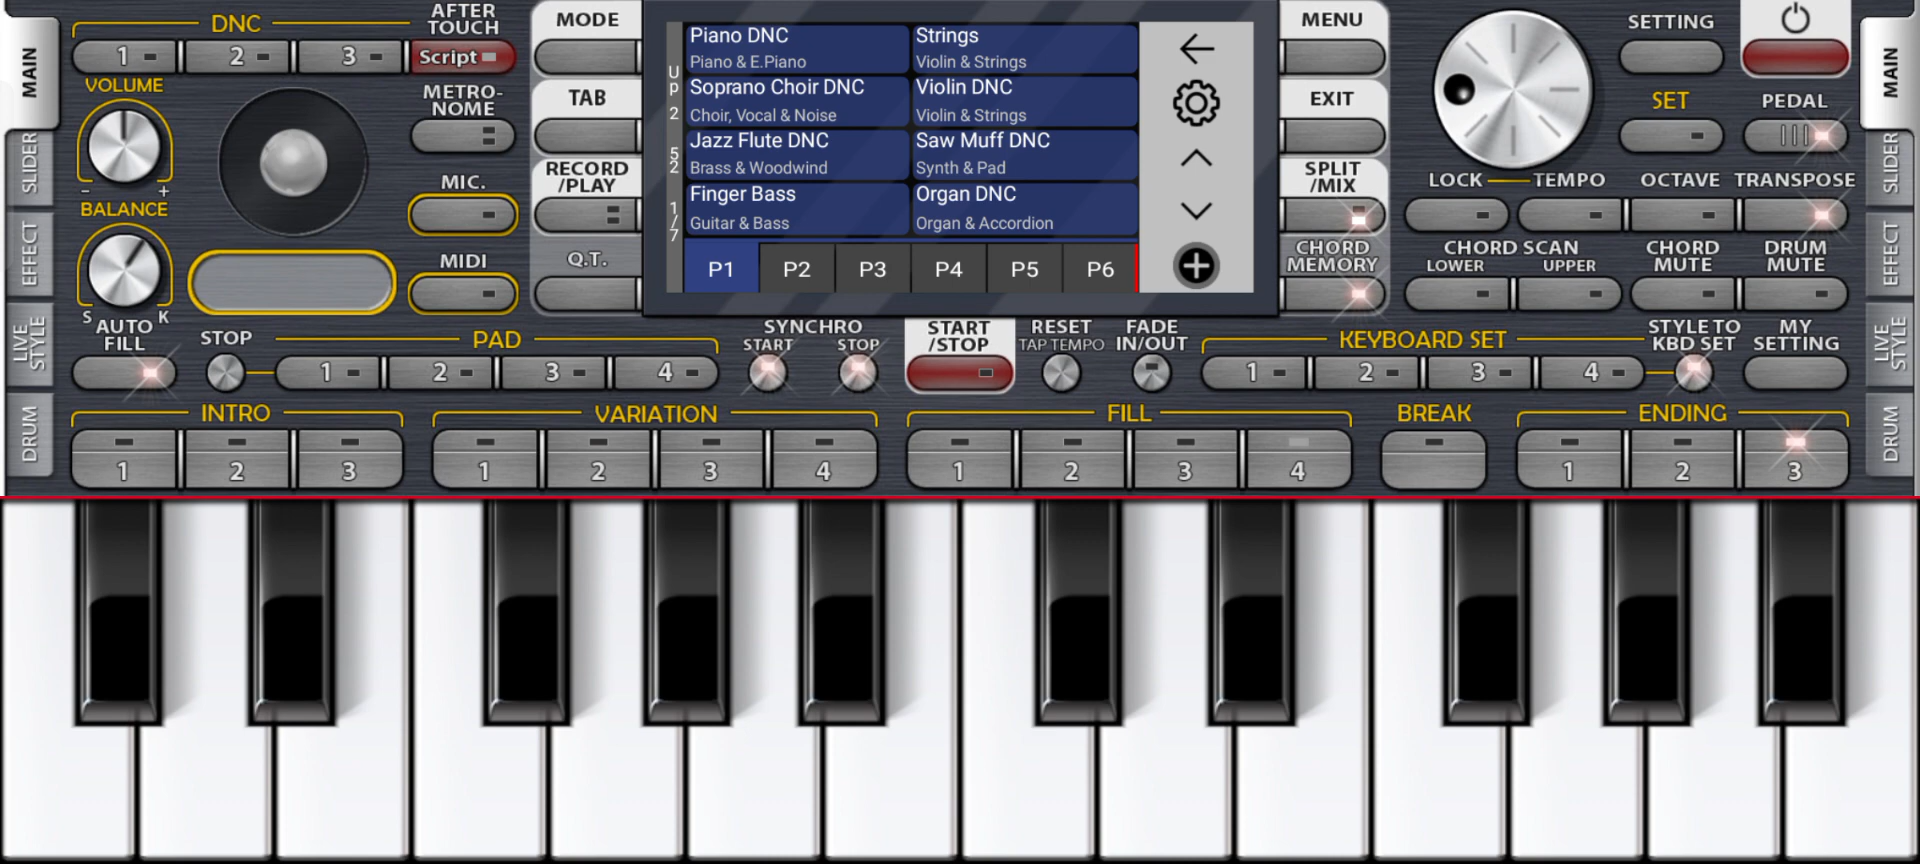 MAIN
SLIDER
EFFECT
LIVE STYLE
DRUM
DNC
1
2
3
AFTER TOUCH
Script
VOLUME
- +
BALANCE
S K
METRO-
NOME
MIC.
MIDI
MODE
TAB
RECORD
/PLAY
Q.T.
Up 2
52
1/7
Piano DNC
Piano & E.Piano
Strings
Violin & Strings
Soprano Choir DNC
Choir, Vocal & Noise
Violin DNC
Violin & Strings
Jazz Flute DNC
Brass & Woodwind
Saw Muff DNC
Synth & Pad
Finger Bass
Guitar & Bass
Organ DNC
Organ & Accordion
P1 P2 P3 P4 P5 P6
MENU
EXIT
SPLIT
/MIX
CHORD
MEMORY
SETTING
SET
PEDAL
LOCK TEMPO OCTAVE TRANSPOSE
CHORD SCAN
LOWER UPPER
CHORD
MUTE
DRUM
MUTE
AUTO
FILL
STOP
PAD
1 2 3 4
SYNCHRO
START STOP
START
/STOP
RESET
TAP TEMPO
FADE
IN/OUT
KEYBOARD SET
1 2 3 4
STYLE TO
KBD SET
MY
SETTING
INTRO
1 2 3
VARIATION
1 2 3 4
FILL
1 2 3 4
BREAK
ENDING
1 2 3
MAIN
SLIDER
EFFECT
LIVE STYLE
DRUM